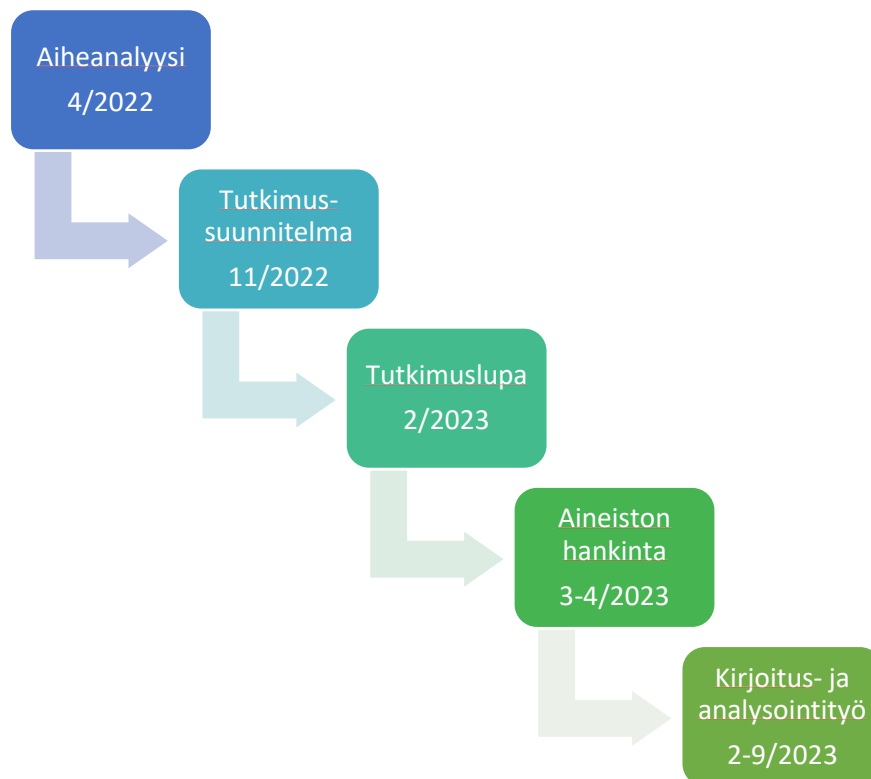 Aiheanalyysi
4/2022
Tutkimus-
suunnitelma
11/2022
Tutkimuslupa
2/2023
Aineiston
hankinta
3-4/2023
Kirjoitus- ja
analysointityö
2-9/2023